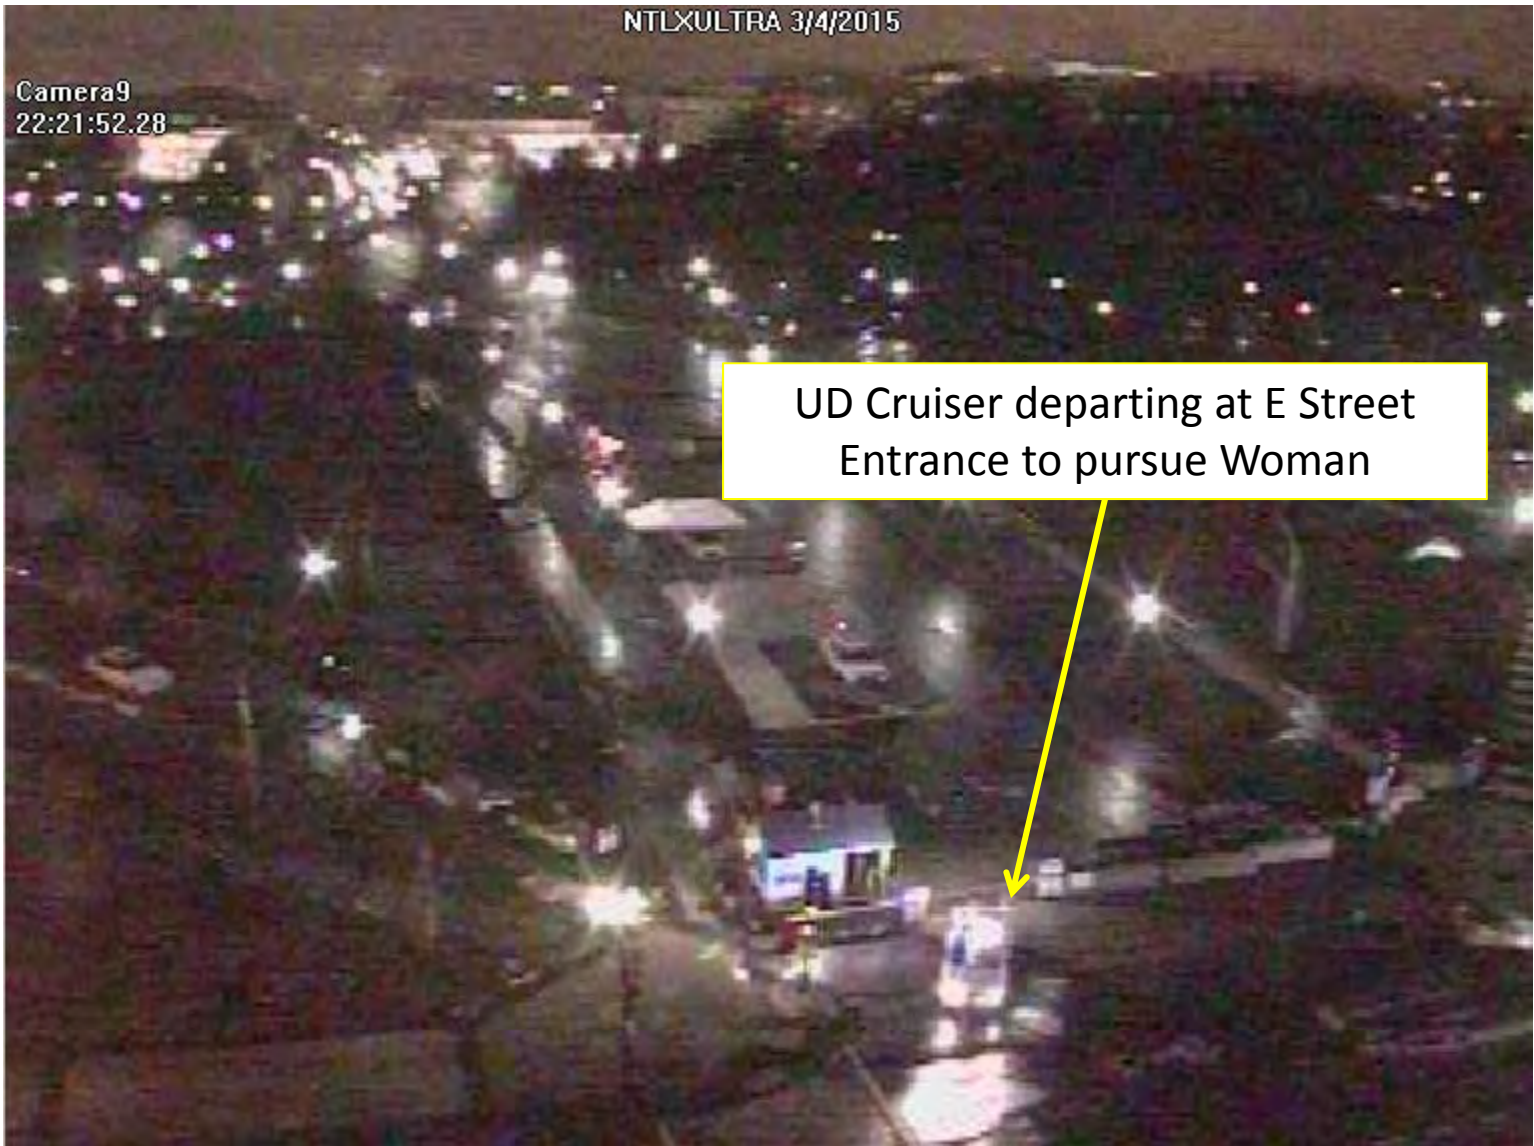 NTLXULTRA 3/4/2015
Camera9
22:21:52.28
UD Cruiser departing at E Street
Entrance to pursue Woman